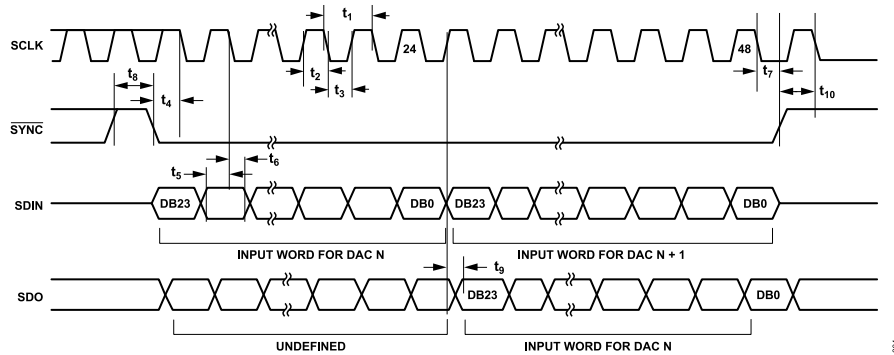 t1
SCLK
24
48
t2
t3
t7
t8
t4
t10
SYNC
t5
t6
SDIN
DB23
DB0
DB23
DB0
INPUT WORD FOR DAC N
INPUT WORD FOR DAC N + 1
t9
SDO
DB23
DB0
UNDEFINED
INPUT WORD FOR DAC N